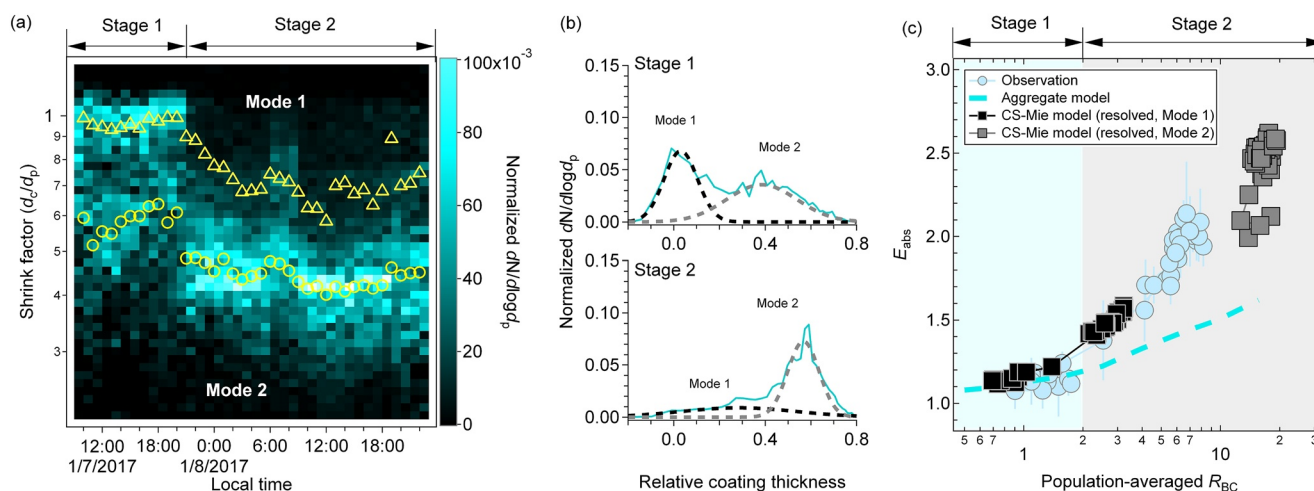 (a)
Stage 1
Stage 2
Shrink factor (dc/dp)
1
9
8
7
6
5
4
3
Mode 1
Mode 2
12:00
18:00
0:00
6:00
12:00
18:00
1/7/2017
1/8/2017
Local time
100x10⁻³
80
60
40
20
0
Normalized dN/dlogdp
(b)
Stage 1
0.15
0.10
0.05
0.00
Mode 1
Mode 2
0.0
0.4
0.8
Normalized dN/dlogdp
Stage 2
0.15
0.10
0.05
0.00
Mode 1
Mode 2
0.0
0.4
0.8
Relative coating thickness
(c)
Stage 1
Stage 2
Observation
Aggregate model
CS-Mie model (resolved, Mode 1)
CS-Mie model (resolved, Mode 2)
Eabs
3.0
2.5
2.0
1.5
1.0
5
6
7
1
2
3
4
5
6
7
10
2
3
Population-averaged RBC